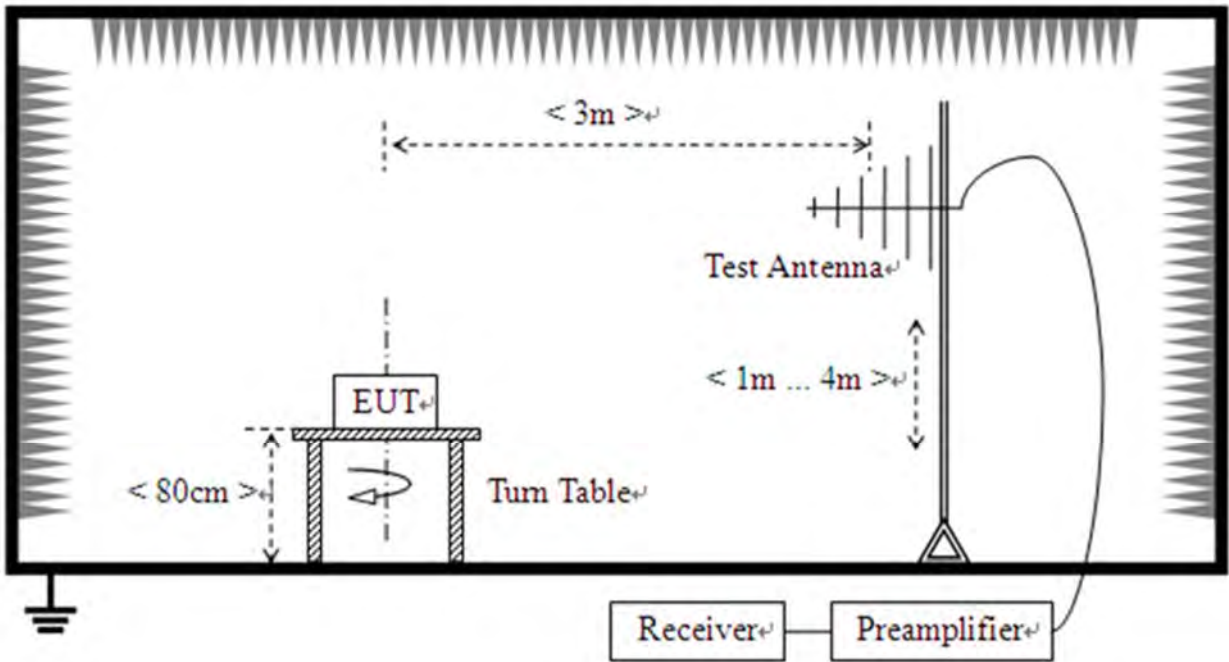 < 3m >↵
Test Antenna↵
< 1m ... 4m >↵
EUT↵
< 80cm >↵
Turn Table↵
Receiver↵
Preamplifier↵